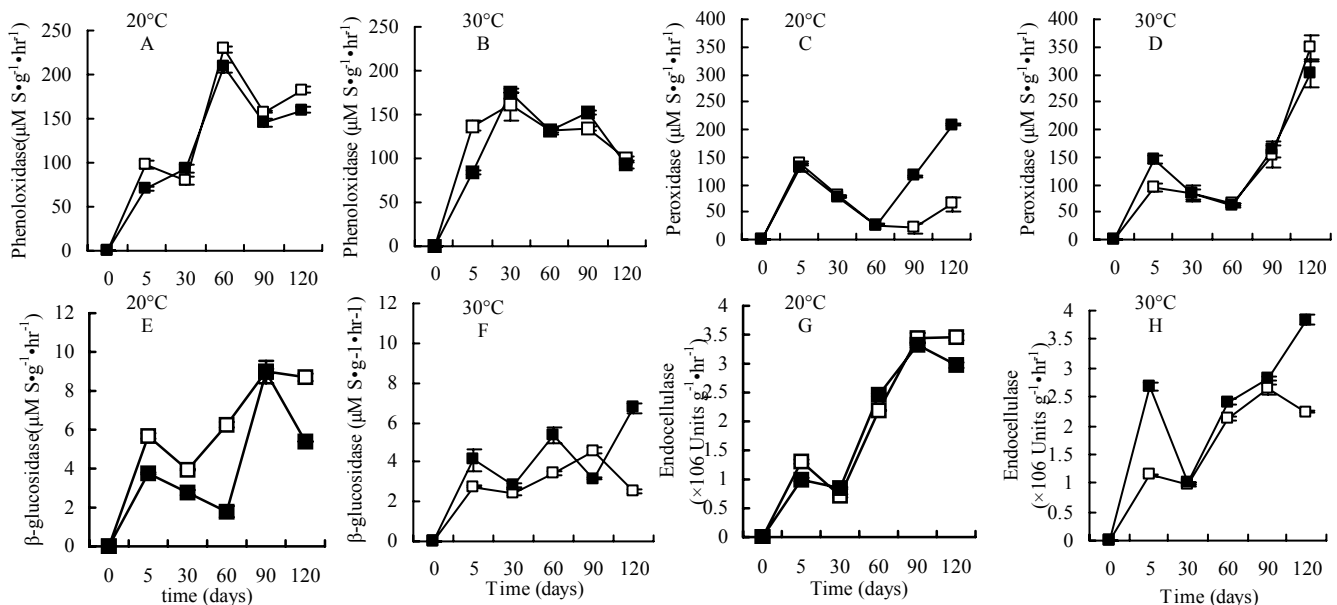 20°C
A
Phenoloxidase(µM S•g-1•hr-1)
250
200
150
100
50
0
0 5 30 60 90 120
30°C
B
Phenoloxidase (µM S•g-1•hr-1)
250
200
150
100
50
0
0 5 30 60 90 120
20°C
C
Peroxidase (µM S•g-1•hr-1)
400
350
300
250
200
150
100
50
0
0 5 30 60 90 120
30°C
D
Peroxidase (µM S•g-1•hr-1)
400
350
300
250
200
150
100
50
0
0 5 30 60 90 120
20°C
E
β-glucosidase(µM S•g-1•hr-1)
12
10
8
6
4
2
0
0 5 30 60 90 120
time (days)
30°C
F
β-glucosidase (µM S•g-1•hr-1)
12
10
8
6
4
2
0
0 5 30 60 90 120
Time (days)
20°C
G
Endocellulase
(×106 Units g-1•hr-1)
4
3.5
3
2.5
2
1.5
1
0.5
0
0 5 30 60 90 120
Time (days)
30°C
H
Endocellulase
(×106 Units g-1•hr-1)
4
3.5
3
2.5
2
1.5
1
0.5
0
0 5 30 60 90 120
Time (days)